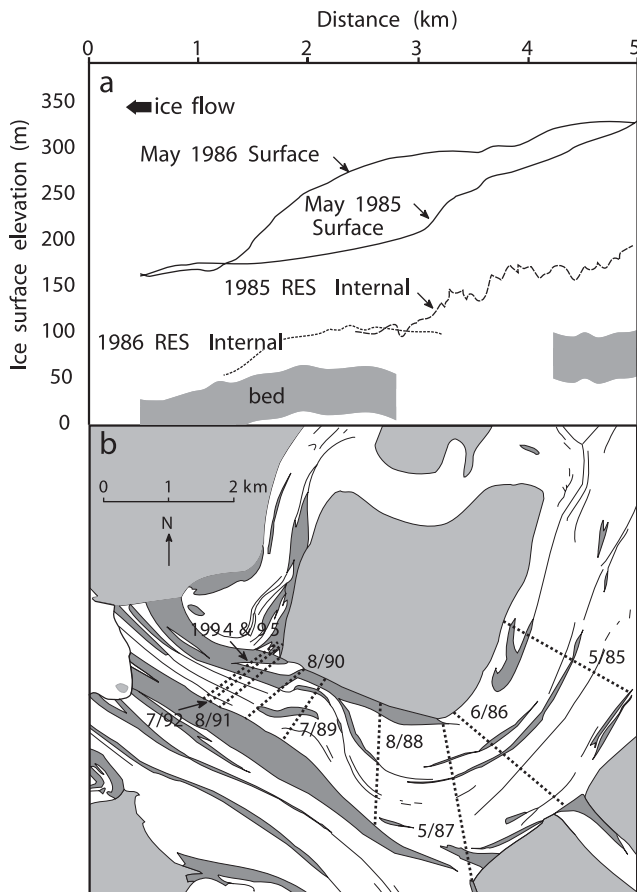 Distance (km)
0 1 2 3 4 5
a
Ice surface elevation (m)
350
300
250
200
150
100
50
0
ice flow
May 1986 Surface
May 1985
Surface
1985 RES Internal
1986 RES Internal
bed
b
0 1 2 km
N
1994 & 95
8/90
5/85
6/86
7/92 8/91
7/89
8/88
5/87